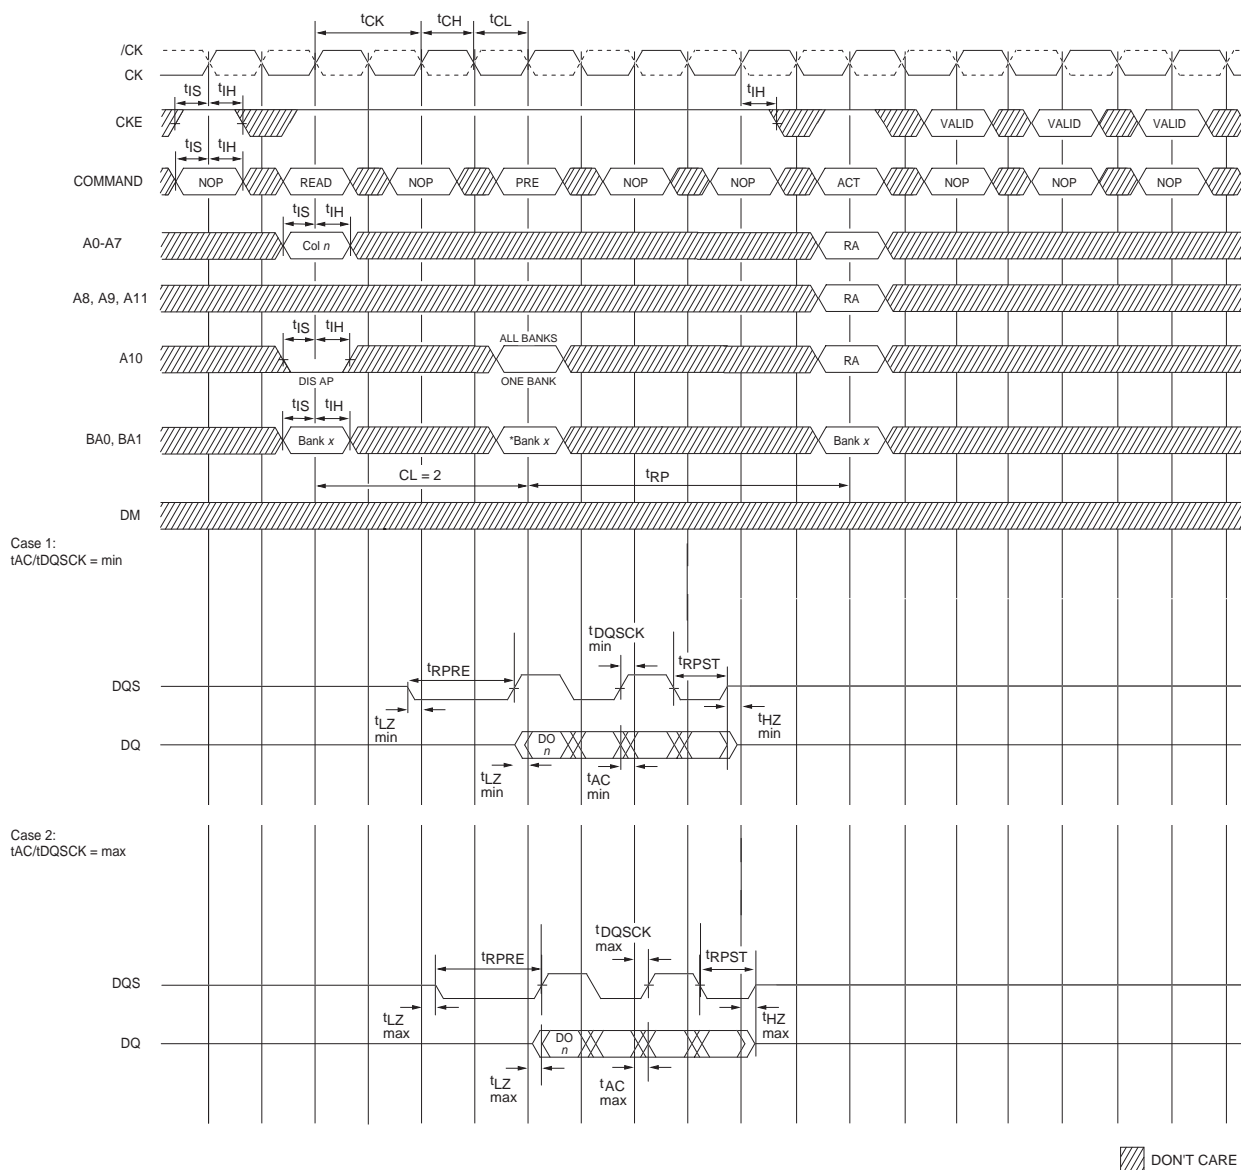 tCK tCH tCL
/CK
CK
tIS tIH tIH
CKE VALID VALID VALID
tIS tIH
COMMAND NOP READ NOP PRE NOP NOP ACT NOP NOP NOP
tIS tIH
A0-A7 Col n RA
A8, A9, A11 RA
tIS tIH ALL BANKS
A10 RA
DIS AP ONE BANK
tIS tIH
BA0, BA1 Bank x *Bank x Bank x
CL = 2 tRP
DM
Case 1:
tAC/tDQSCK = min
tDQSCK
min
tRPRE tRPST
DQS
tLZ
min
tHZ
min
DQ DO
n
tLZ
min
tAC
min
Case 2:
tAC/tDQSCK = max
tDQSCK
max
tRPRE tRPST
DQS
tLZ
max
tHZ
max
DQ DO
n
tLZ
max
tAC
max
DON'T CARE